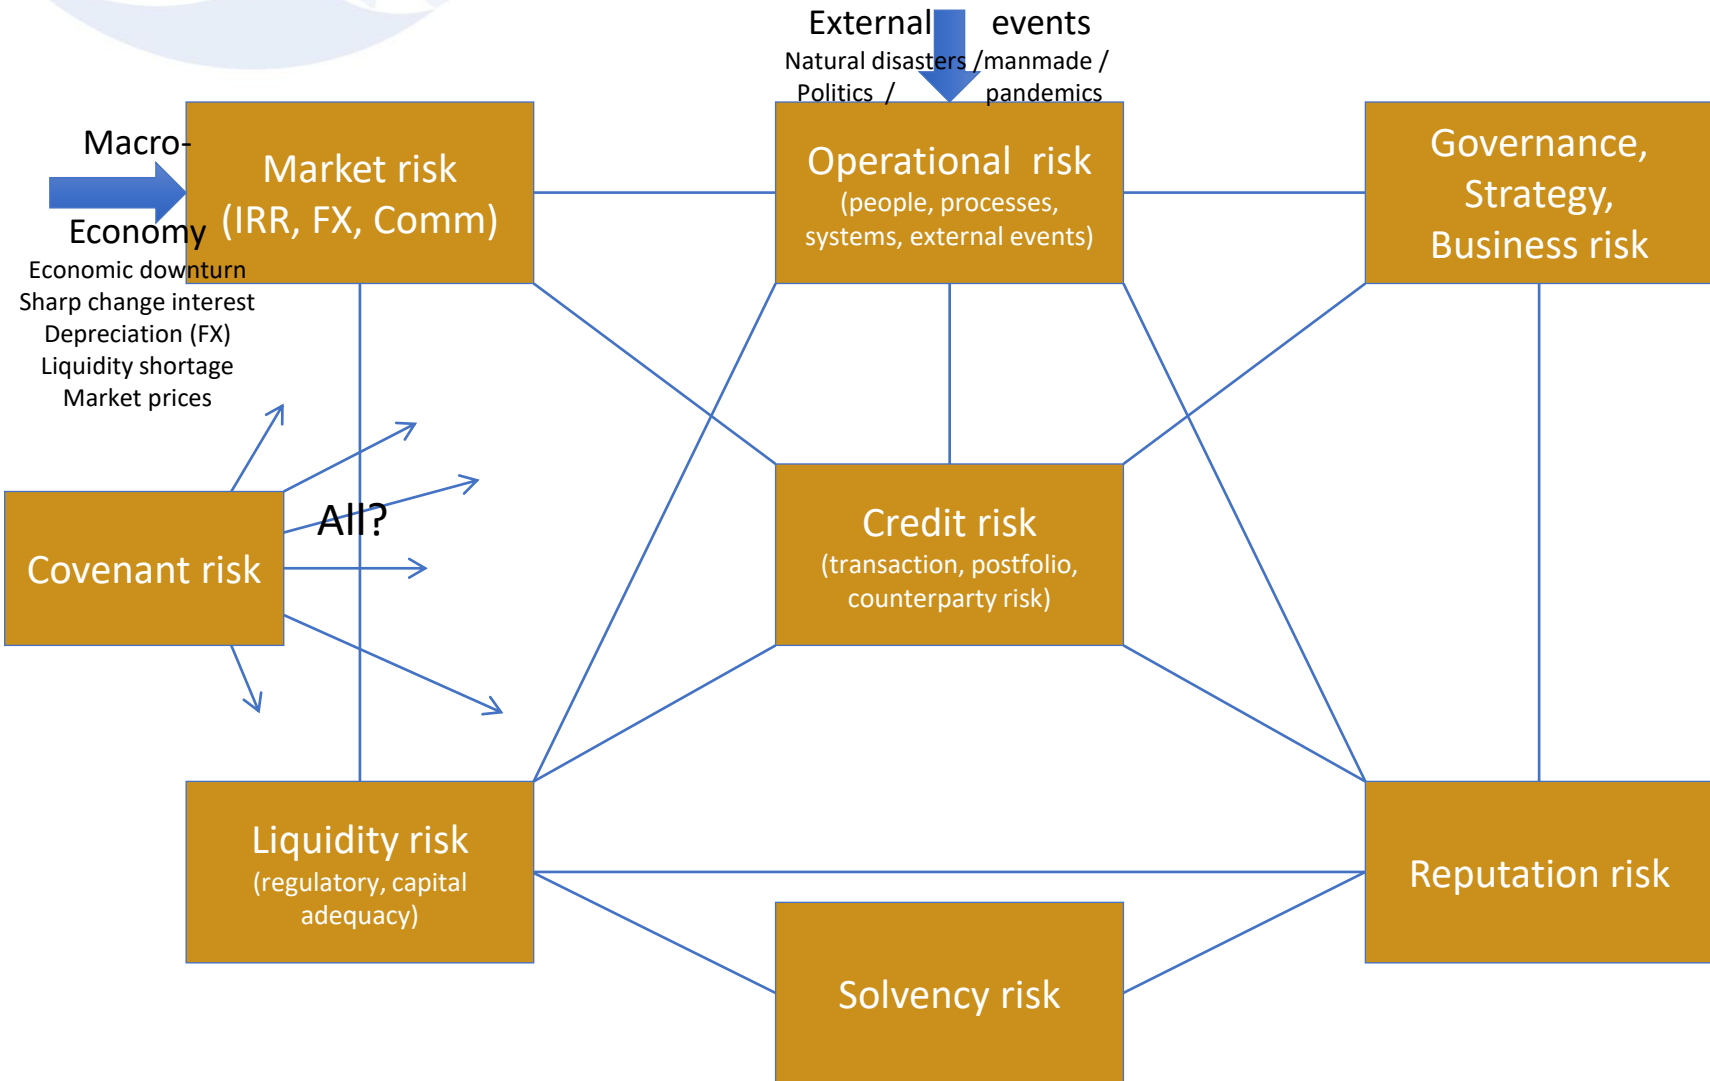 External events
Natural disasters /manmade /
Politics / pandemics
Macro-
Economy
Economic downturn
Sharp change interest
Depreciation (FX)
Liquidity shortage
Market prices
Market risk
(IRR, FX, Comm)
Operational risk
(people, processes,
systems, external events)
Governance,
Strategy,
Business risk
All?
Covenant risk
Credit risk
(transaction, postfolio,
counterparty risk)
Liquidity risk
(regulatory, capital
adequacy)
Reputation risk
Solvency risk